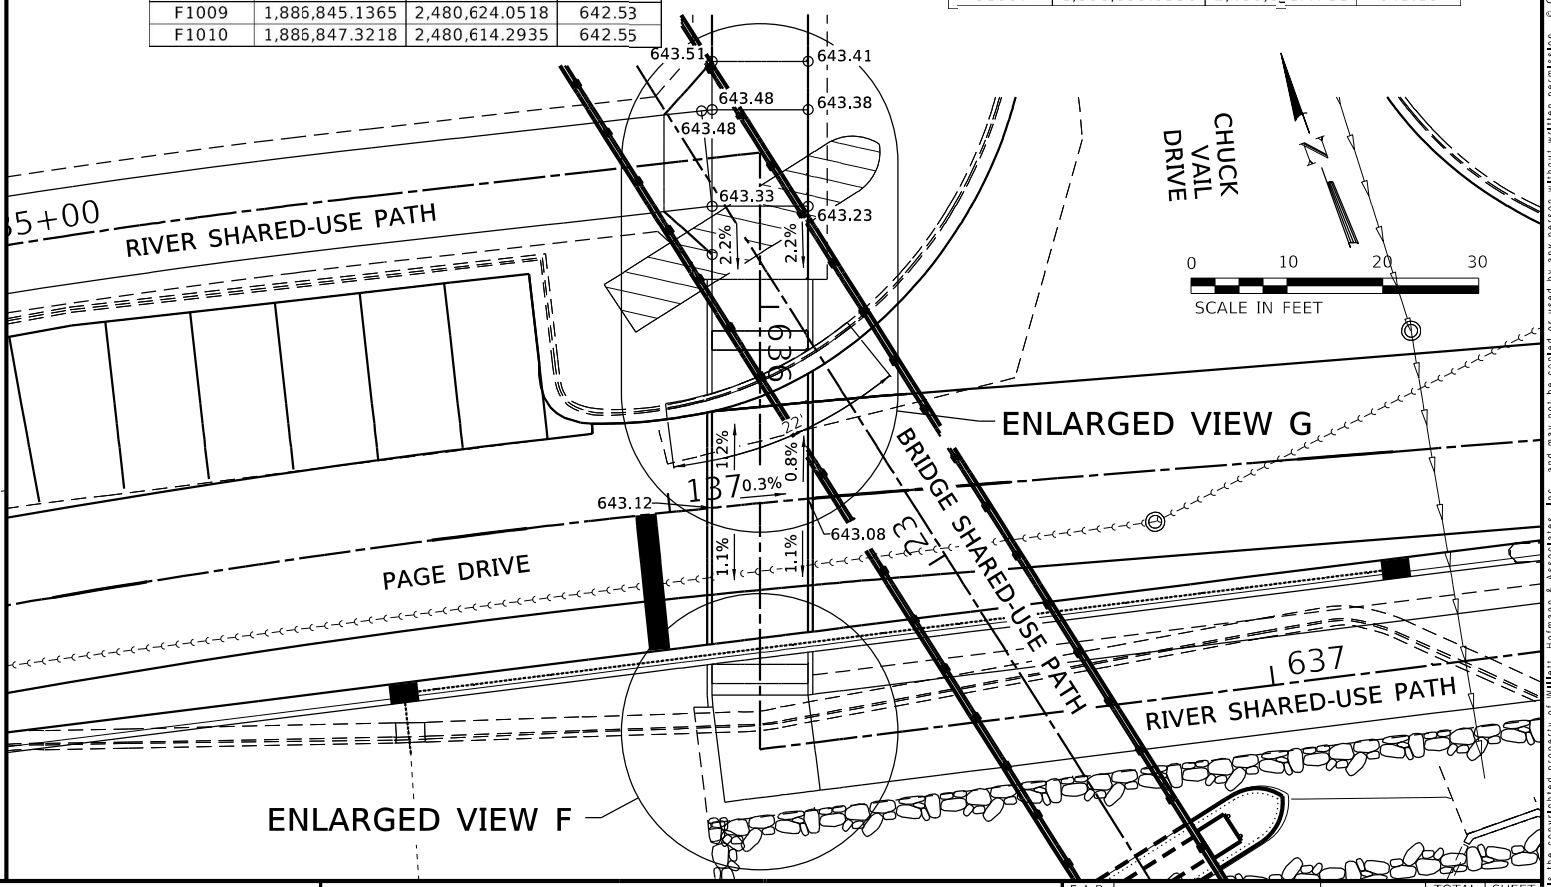 F1009 1,886,845.1365 2,480,624.0518 642.53
F1010 1,886,847.3218 2,480,614.2935 642.55
643.51
643.41
643.48
643.38
643.48
643.33
643.23
2.2%
2.2%
35+00
RIVER SHARED-USE PATH
CHUCK
VAIL
DRIVE
N
0 10 20 30
SCALE IN FEET
636
22'
ENLARGED VIEW G
1.2%
0.8%
137
0.3%
643.12
643.08
123
BRIDGE SHARED-USE PATH
1.1%
1.1%
PAGE DRIVE
637
RIVER SHARED-USE PATH
ENLARGED VIEW F